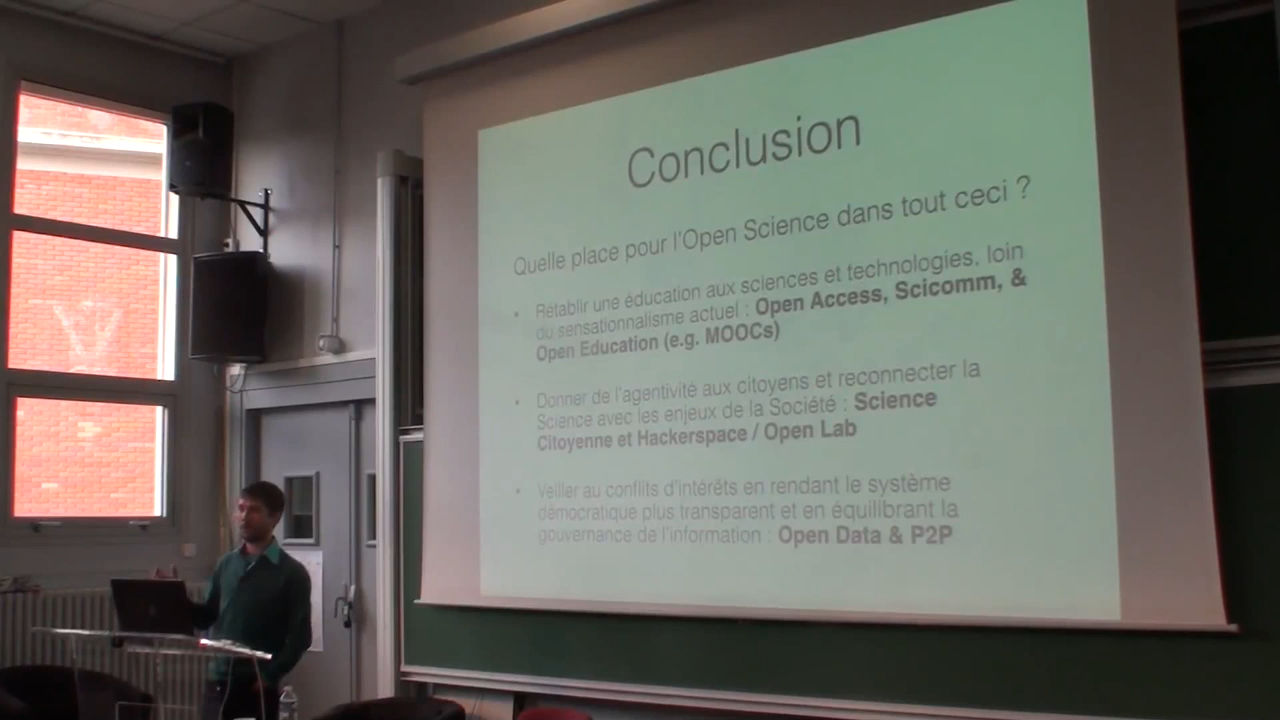 Conclusion
Quelle place pour l'Open Science dans tout ceci ?
• Rétablir une éducation aux sciences et technologies, loin
du sensationnalisme actuel : Open Access, Scicomm, &
Open Education (e.g. MOOCs)
• Donner de l'agentivité aux citoyens et reconnecter la
Science avec les enjeux de la Société : Science
Citoyenne et Hackerspace / Open Lab
• Veiller au conflits d'intérêts en rendant le système
démocratique plus transparent et en équilibrant la
gouvernance de l'information : Open Data & P2P